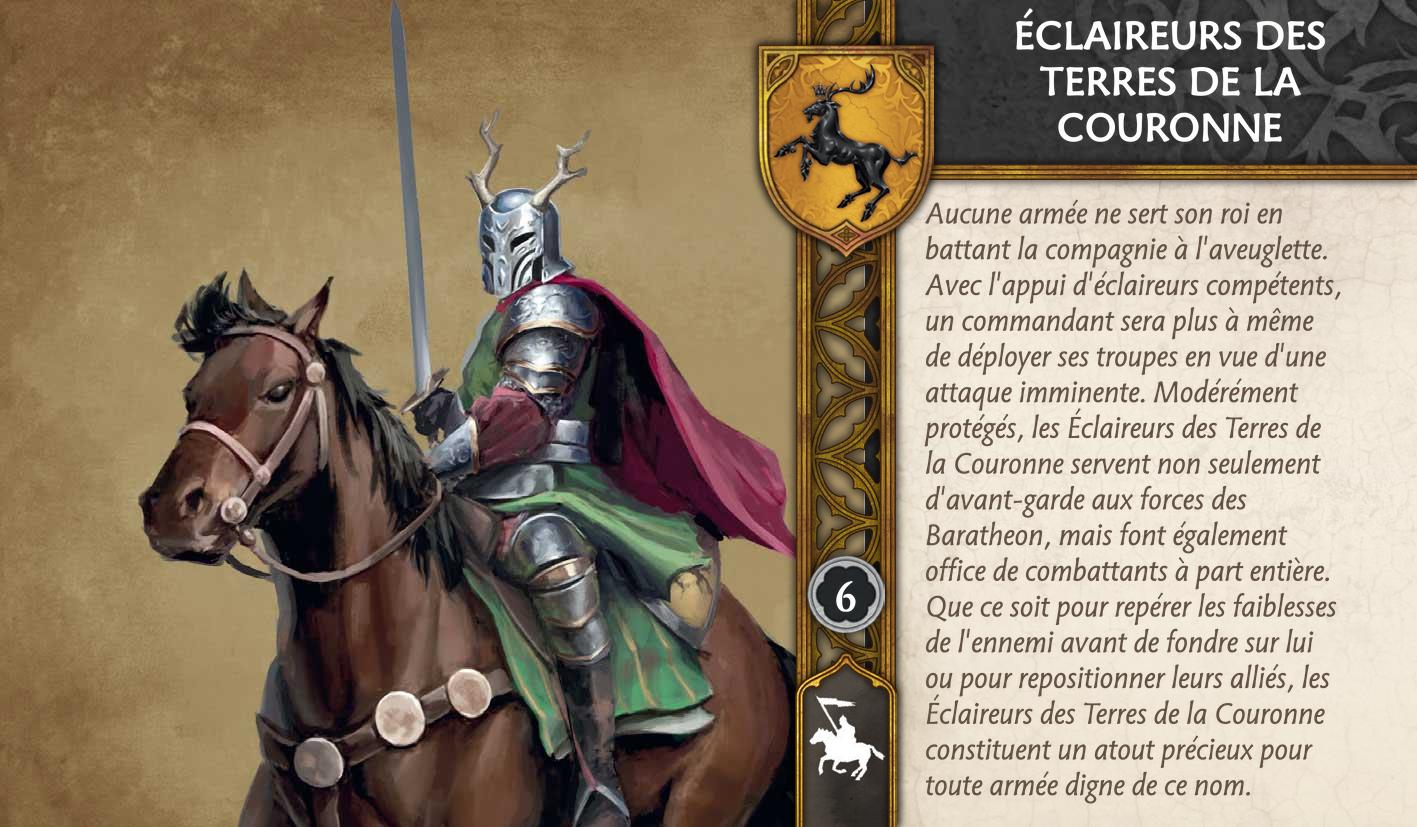 ÉCLAIREURS DES
TERRES DE LA
COURONNE
Aucune armée ne sert son roi en
battant la compagnie à l'aveuglette.
Avec l'appui d'éclaireurs compétents,
un commandant sera plus à même
de déployer ses troupes en vue d'une
attaque imminente. Modérément
protégés, les Éclaireurs des Terres de
la Couronne servent non seulement
d'avant-garde aux forces des
Baratheon, mais font également
office de combattants à part entière.
Que ce soit pour repérer les faiblesses
de l'ennemi avant de fondre sur lui
ou pour repositionner leurs alliés, les
Éclaireurs des Terres de la Couronne
constituent un atout précieux pour
toute armée digne de ce nom.
6